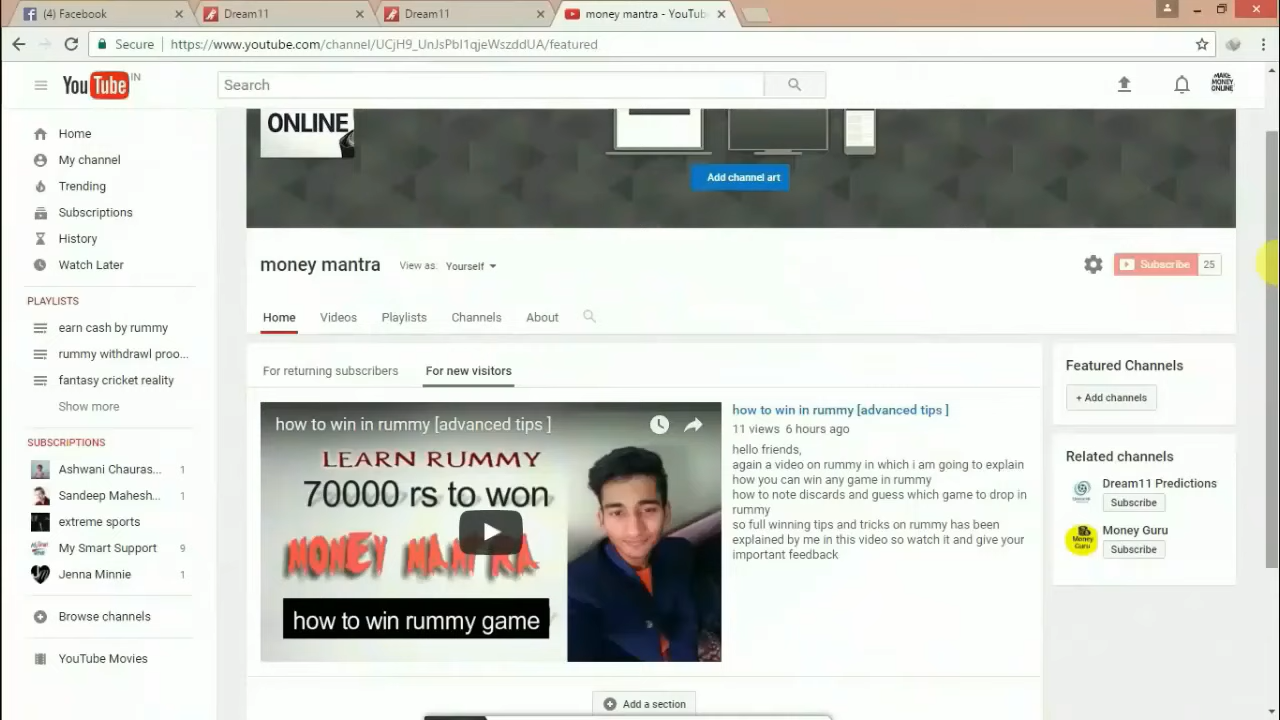 (4) Facebook
Dream11
Dream11
money mantra - YouTub
Secure
https://www.youtube.com/channel/UCjH9_UnJsPbI1qjeWszddUA/featured
YouTube IN
Search
MAKE
MONEY
ONLINE
Home
My channel
Trending
Subscriptions
History
Watch Later
PLAYLISTS
earn cash by rummy
rummy withdrawl proo...
fantasy cricket reality
Show more
SUBSCRIPTIONS
Ashwani Chauras... 1
Sandeep Mahesh... 1
extreme sports
My Smart Support 9
Jenna Minnie 1
Browse channels
YouTube Movies
ONLINE
Add channel art
money mantra
View as: Yourself
Subscribe 25
Home Videos Playlists Channels About
For returning subscribers For new visitors
how to win in rummy [advanced tips ]
LEARN RUMMY
70000 rs to won
MONEY MANTRA
how to win rummy game
how to win in rummy [advanced tips ]
11 views 6 hours ago
hello friends,
again a video on rummy in which i am going to explain
how you can win any game in rummy
how to note discards and guess which game to drop in
rummy
so full winning tips and tricks on rummy has been
explained by me in this video so watch it and give your
important feedback
Add a section
Featured Channels
+ Add channels
Related channels
Dream11 Predictions
Subscribe
Money
Guru
Money Guru
Subscribe